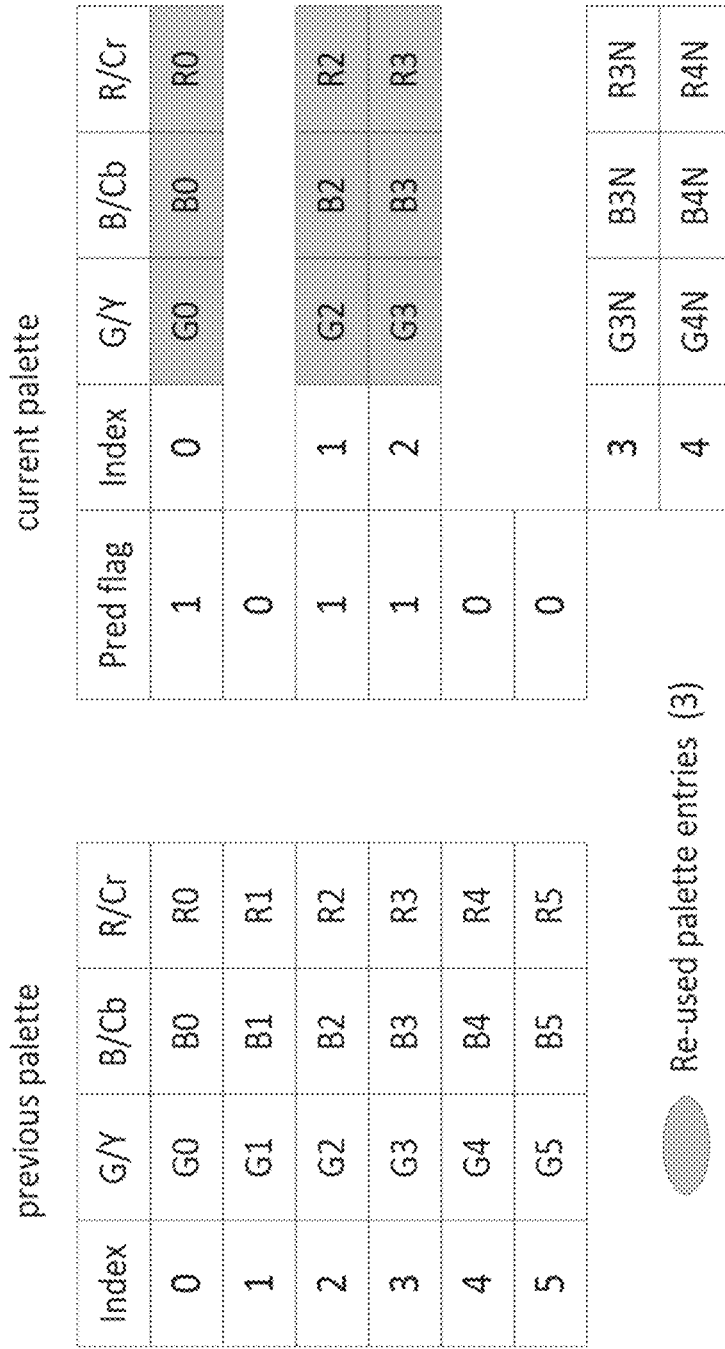 previous palette
Index G/Y B/Cb R/Cr
0 G0 B0 R0
1 G1 B1 R1
2 G2 B2 R2
3 G3 B3 R3
4 G4 B4 R4
5 G5 B5 R5
current palette
Pred flag Index G/Y B/Cb R/Cr
1 0 G0 B0 R0
0
1 1 G2 B2 R2
1 2 G3 B3 R3
0
0
3 G3N B3N R3N
4 G4N B4N R4N
Re-used palette entries (3)